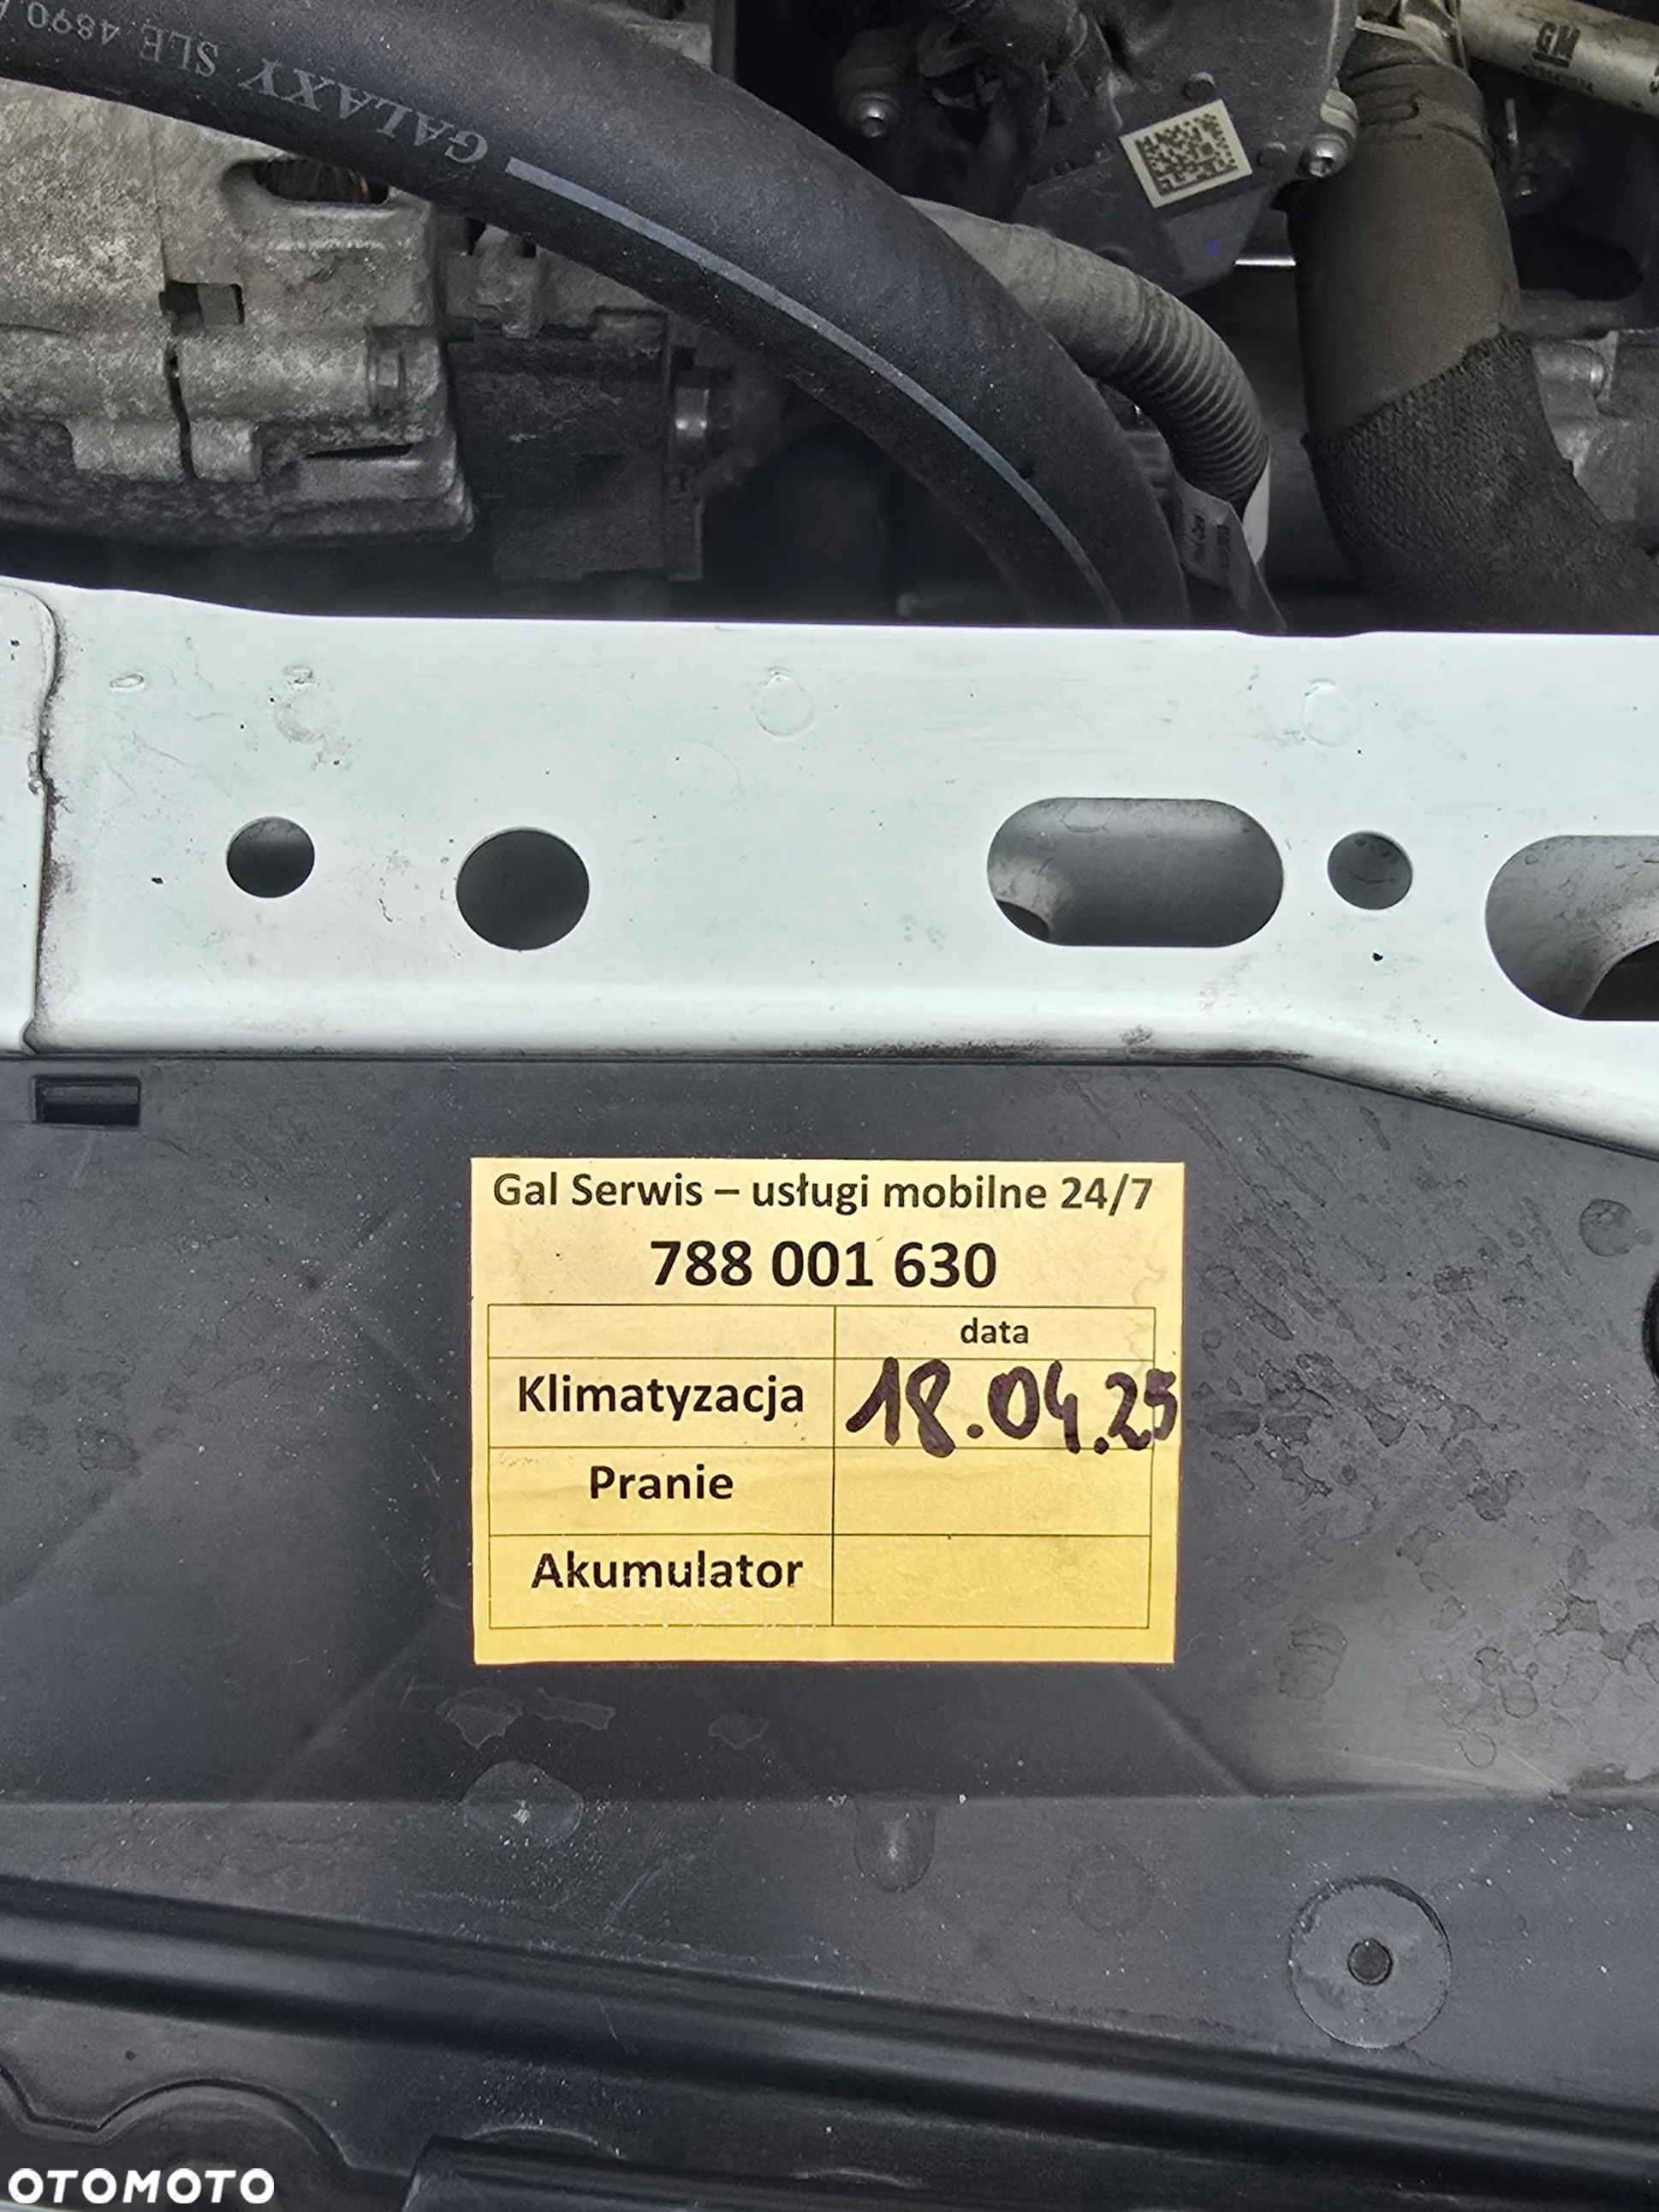 GALAXY SLE 4890
GM
Gal Serwis – usługi mobilne 24/7
788 001 630
data
Klimatyzacja 18.04.25
Pranie
Akumulator
OTOMOTO